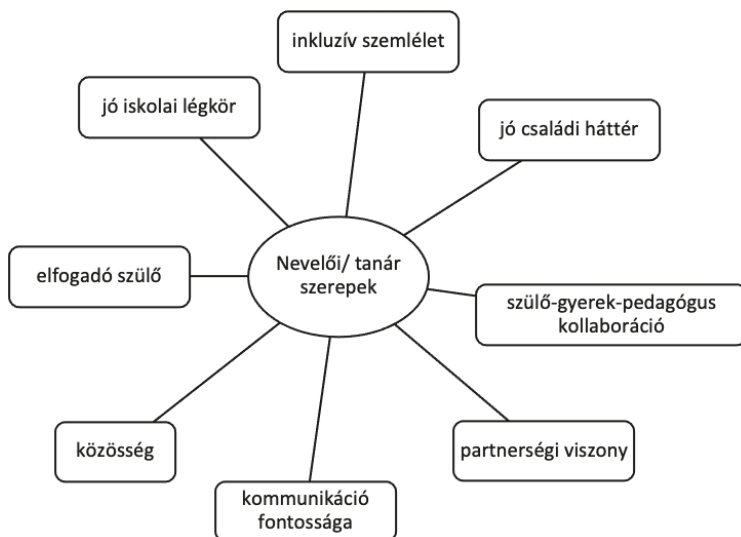 inkluzív szemlélet
jó iskolai légkör
jó családi háttér
elfogadó szülő
Nevelői/ tanár
szerepek
szülő-gyerek-pedagógus
kollaboráció
közösség
partnerségi viszony
kommunikáció
fontossága